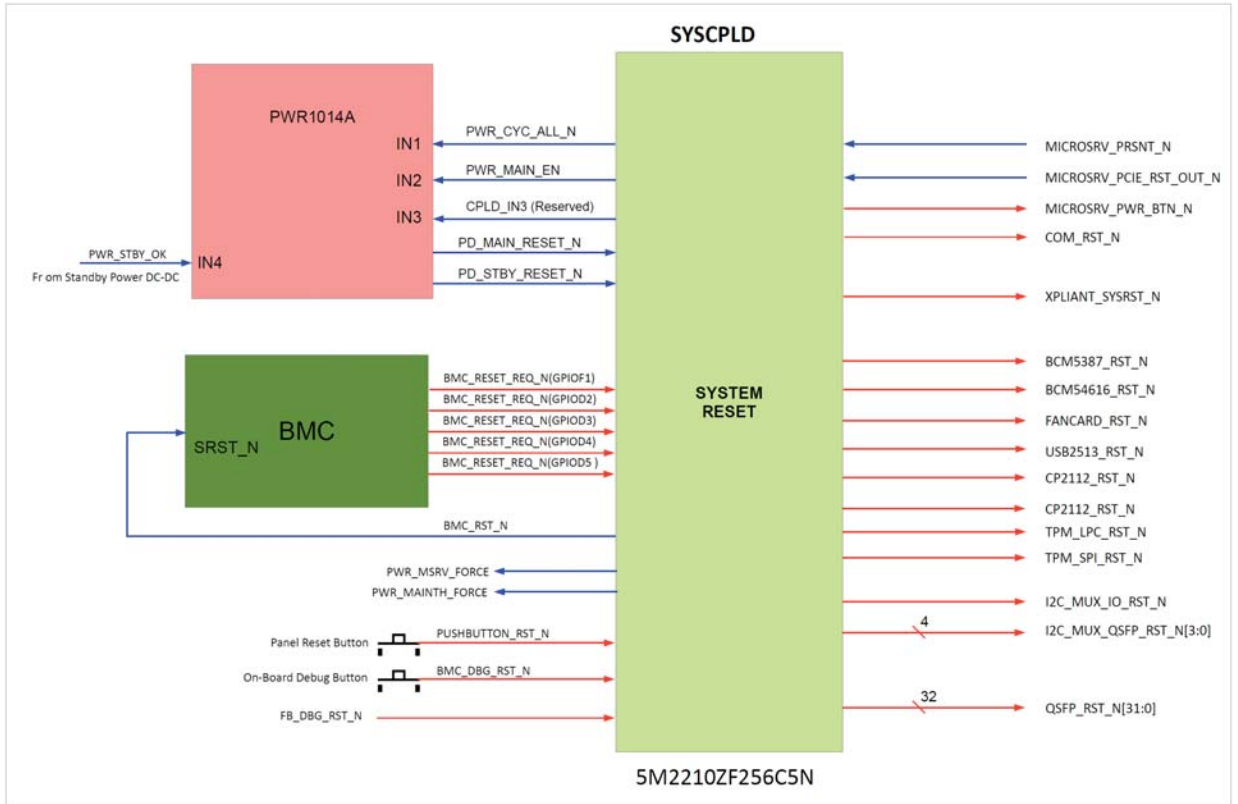 SYSCPLD
PWR1014A
IN1
IN2
IN3
IN4
PWR_STBY_OK
Fr om Standby Power DC-DC
PWR_CYC_ALL_N
PWR_MAIN_EN
CPLD_IN3 (Reserved)
PD_MAIN_RESET_N
PD_STBY_RESET_N
BMC
SRST_N
BMC_RESET_REQ_N(GPIOF1)
BMC_RESET_REQ_N(GPIOD2)
BMC_RESET_REQ_N(GPIOD3)
BMC_RESET_REQ_N(GPIOD4)
BMC_RESET_REQ_N(GPIOD5 )
BMC_RST_N
PWR_MSRV_FORCE
PWR_MAINTH_FORCE
Panel Reset Button
PUSHBUTTON_RST_N
On-Board Debug Button
BMC_DBG_RST_N
FB_DBG_RST_N
SYSTEM
RESET
MICROSRV_PRSNT_N
MICROSRV_PCIE_RST_OUT_N
MICROSRV_PWR_BTN_N
COM_RST_N
XPLIANT_SYSRST_N
BCM5387_RST_N
BCM54616_RST_N
FANCARD_RST_N
USB2513_RST_N
CP2112_RST_N
CP2112_RST_N
TPM_LPC_RST_N
TPM_SPI_RST_N
I2C_MUX_IO_RST_N
4
I2C_MUX_QSFP_RST_N[3:0]
32
QSFP_RST_N[31:0]
5M2210ZF256C5N